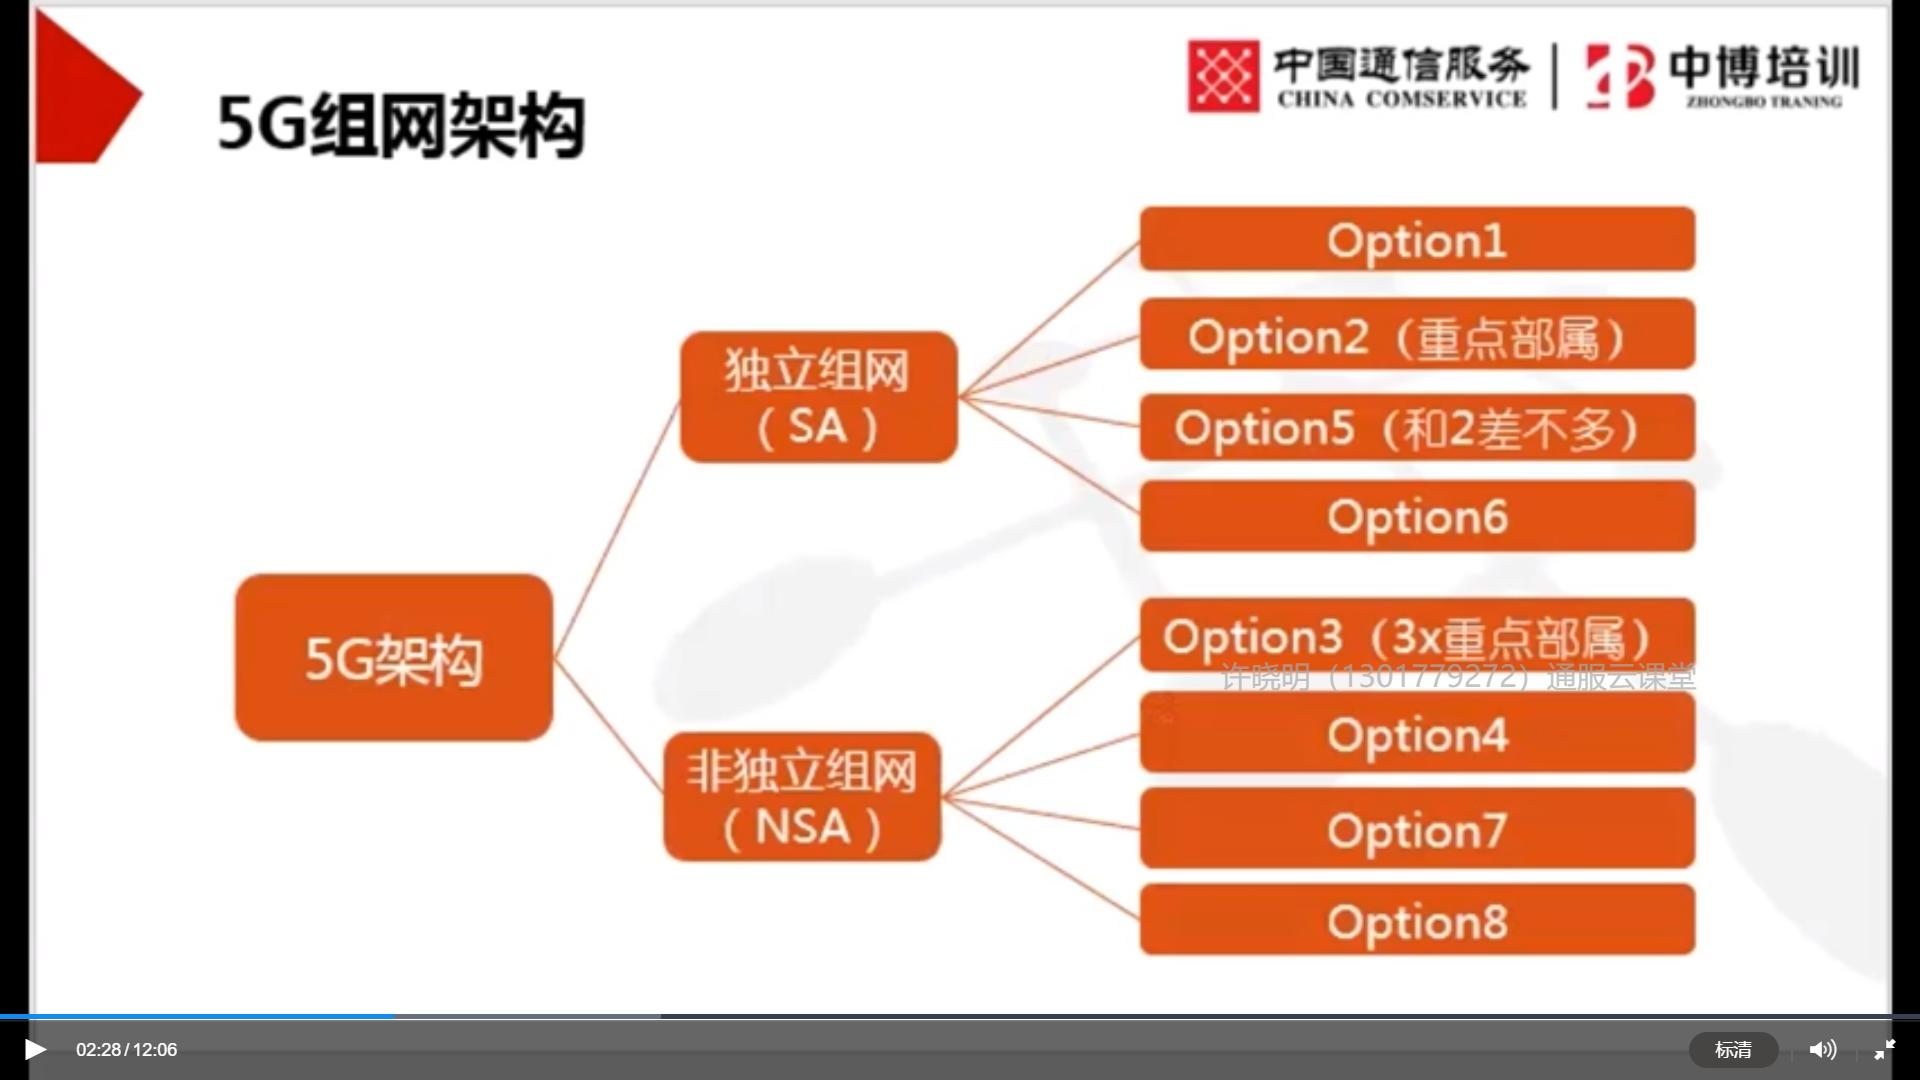 中国通信服务
CHINA COMSERVICE
中博培训
ZHONGBO TRANING
5G组网架构
5G架构
独立组网
（SA）
Option1
Option2（重点部属）
Option5（和2差不多）
Option6
非独立组网
（NSA）
Option3（3x重点部属）
许晓明（1301779272）通服云课堂
Option4
Option7
Option8
02:28/12:06
标清